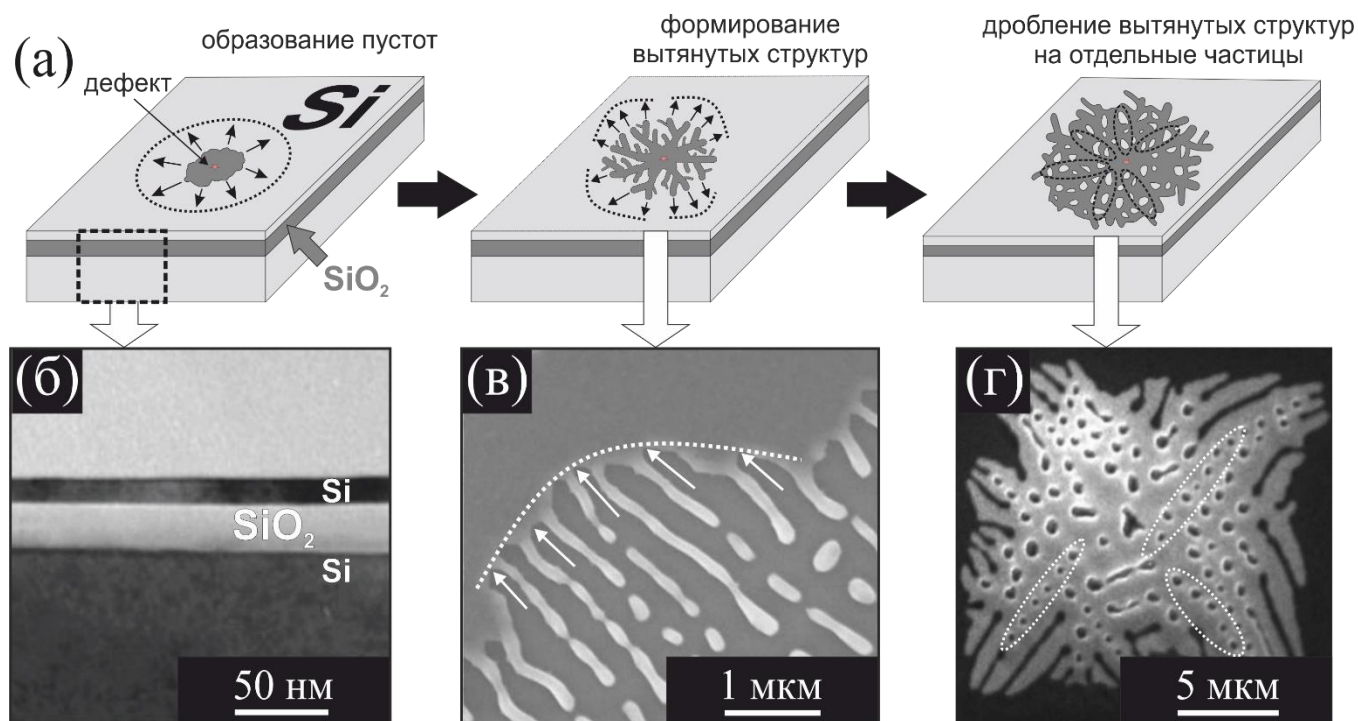 (а)
образование пустот
дефект
Si
SiO2
формирование
вытянутых структур
дробление вытянутых структур
на отдельные частицы
(б)
Si
SiO2
Si
50 нм
(в)
1 мкм
(г)
5 мкм